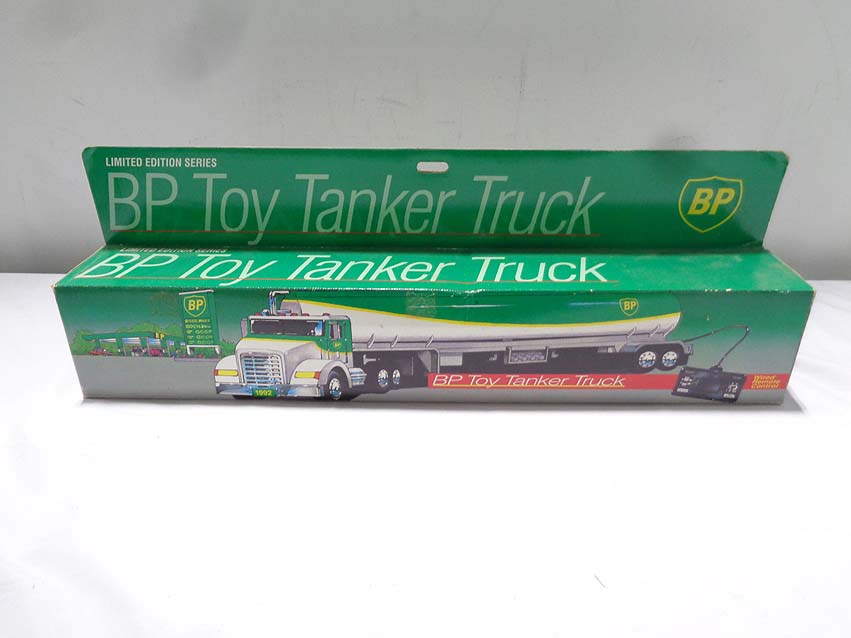 LIMITED EDITION SERIES
BP Toy Tanker Truck
BP
LIMITED EDITION SERIES
BP Toy Tanker Truck
BP
BP
BP Toy Tanker Truck
1992
Wired
Remote
Control